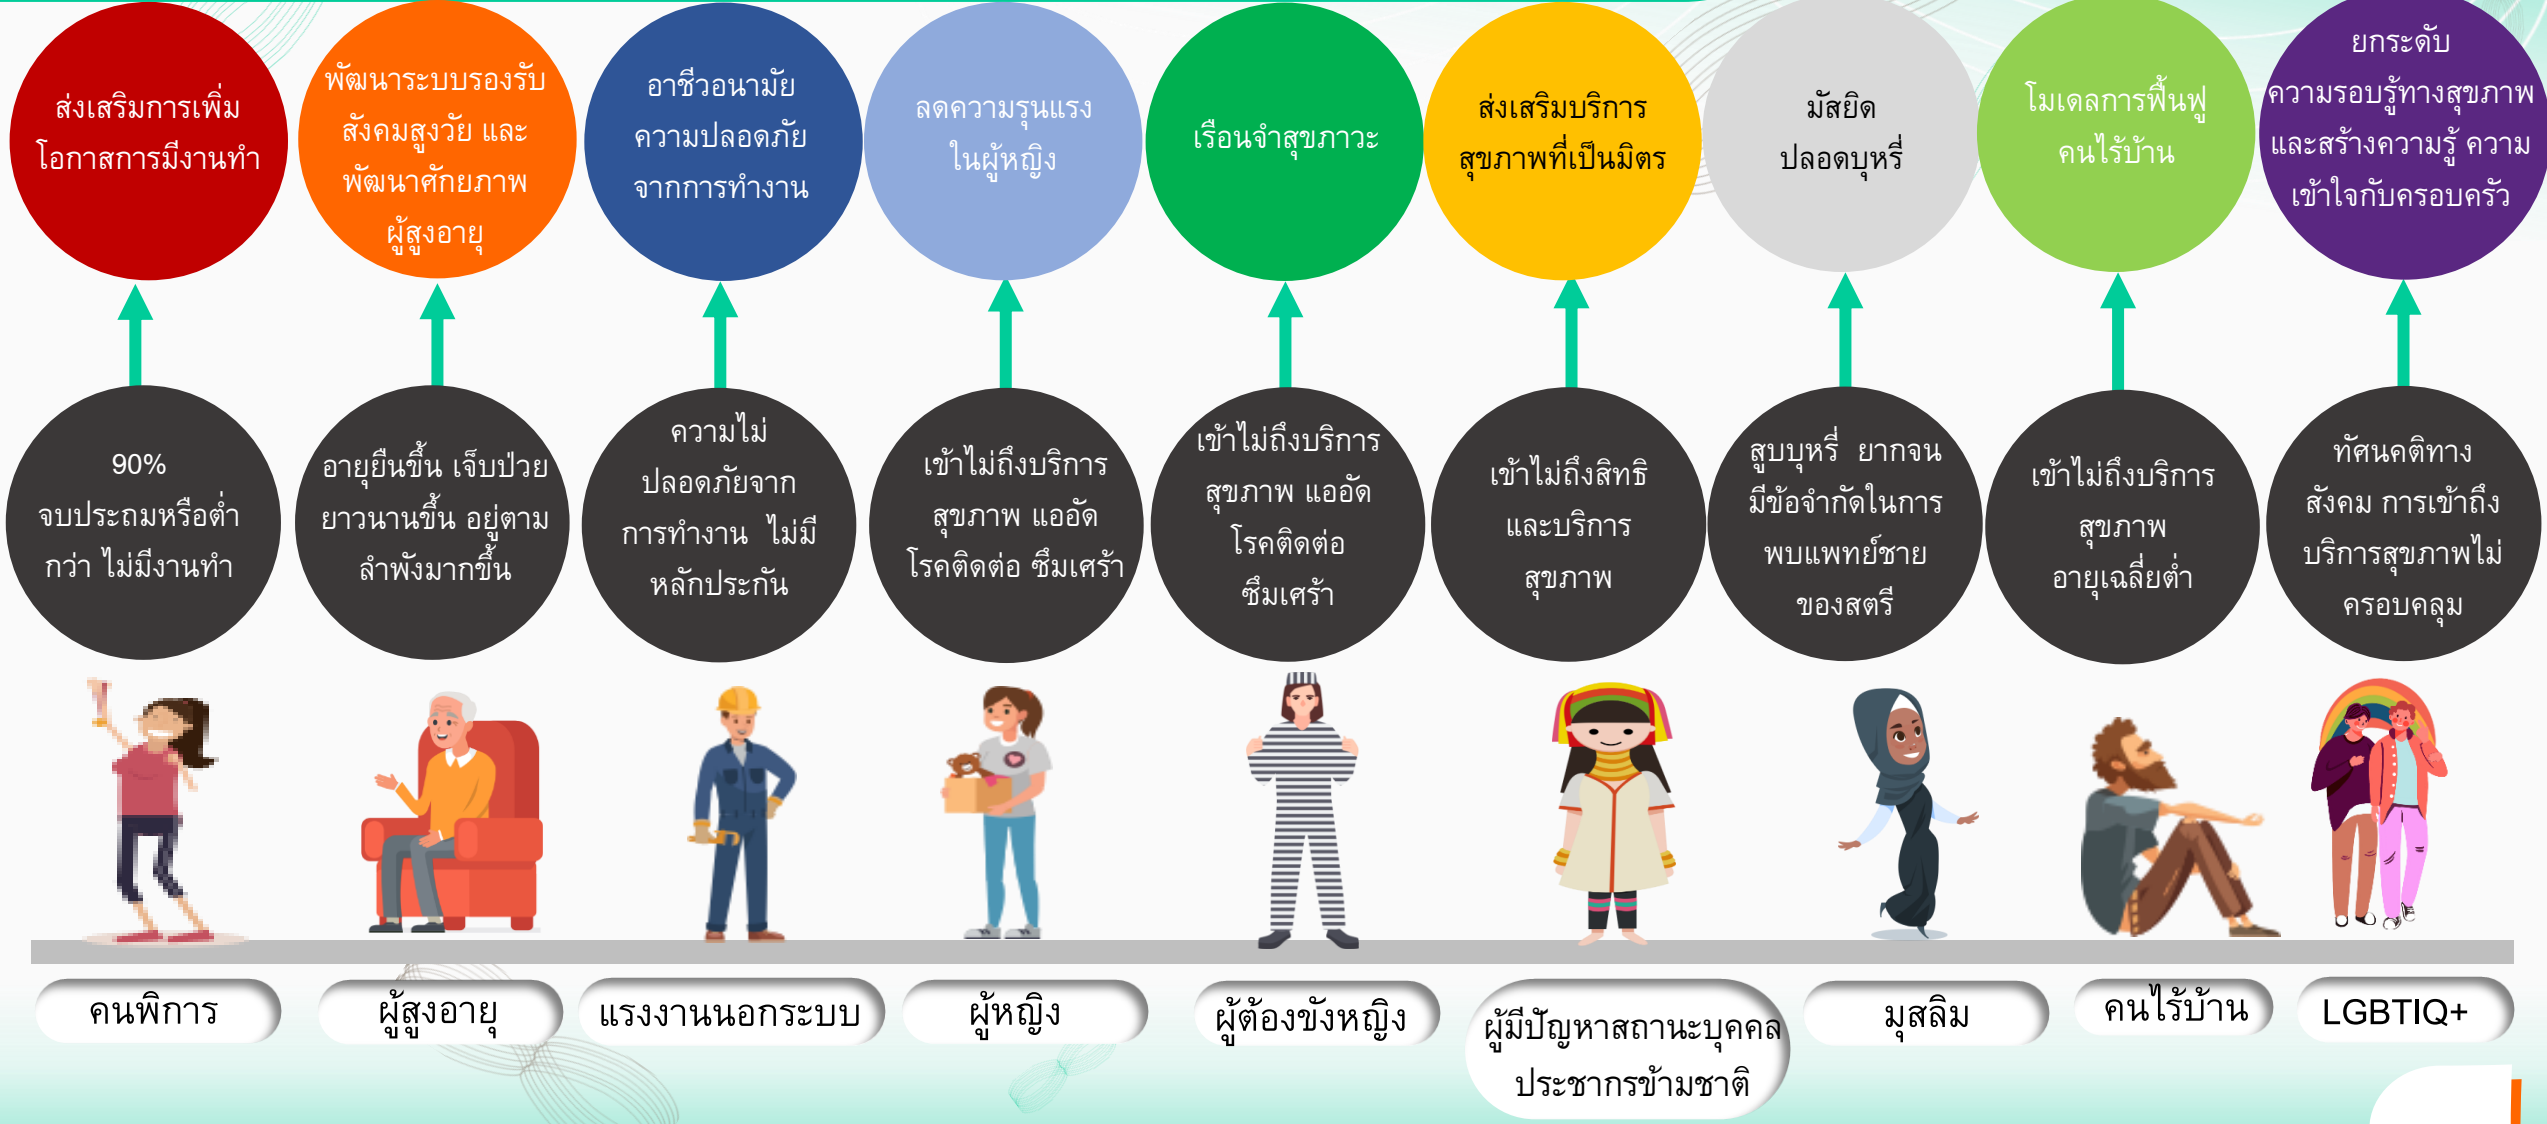 ส่งเสริมการเพิ่ม
โอกาสการมีงานทำ
พัฒนาระบบรองรับ
สังคมสูงวัย และ
พัฒนาศักยภาพ
ผู้สูงอายุ
อาชีวอนามัย
ความปลอดภัย
จากการทำงาน
ลดความรุนแรง
ในผู้หญิง
เรือนจำสุขภาวะ
ส่งเสริมบริการ
สุขภาพที่เป็นมิตร
มัสยิด
ปลอดบุหรี่
โมเดลการฟื้นฟู
คนไร้บ้าน
ยกระดับ
ความรอบรู้ทางสุขภาพ
และสร้างความรู้ ความ
เข้าใจกับครอบครัว
90%
จบประถมหรือต่ำ
กว่า ไม่มีงานทำ
อายุยืนขึ้น เจ็บป่วย
ยาวนานขึ้น อยู่ตาม
ลำพังมากขึ้น
ความไม่
ปลอดภัยจาก
การทำงาน ไม่มี
หลักประกัน
เข้าไม่ถึงบริการ
สุขภาพ แออัด
โรคติดต่อ ซึมเศร้า
เข้าไม่ถึงบริการ
สุขภาพ แออัด
โรคติดต่อ
ซึมเศร้า
เข้าไม่ถึงสิทธิ
และบริการ
สุขภาพ
สูบบุหรี่ ยากจน
มีข้อจำกัดในการ
พบแพทย์ชาย
ของสตรี
เข้าไม่ถึงบริการ
สุขภาพ
อายุเฉลี่ยต่ำ
ทัศนคติทาง
สังคม การเข้าถึง
บริการสุขภาพไม่
ครอบคลุม
คนพิการ
ผู้สูงอายุ
แรงงานนอกระบบ
ผู้หญิง
ผู้ต้องขังหญิง
ผู้มีปัญหาสถานะบุคคล
ประชากรข้ามชาติ
มุสลิม
คนไร้บ้าน
LGBTIQ+